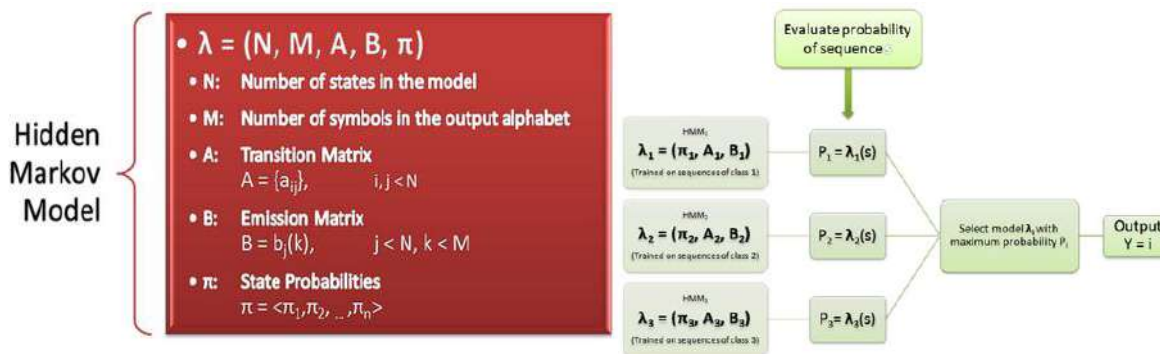 Hidden
Markov
Model
• λ = (N, M, A, B, π)
• N: Number of states in the model
• M: Number of symbols in the output alphabet
• A: Transition Matrix
A = {aᵢⱼ}, i, j < N
• B: Emission Matrix
B = bⱼ(k), j < N, k < M
• π: State Probabilities
π = <π₁,π₂, .. ,πₙ>
Evaluate probability
of sequence s
HMM₁
λ₁ = (π₁, A₁, B₁)
(Trained on sequences of class 1)
P₁ = λ₁(s)
HMM₂
λ₂ = (π₂, A₂, B₂)
(Trained on sequences of class 2)
P₂ = λ₂(s)
HMM₃
λ₃ = (π₃, A₃, B₃)
(Trained on sequences of class 3)
P₃ = λ₃(s)
Select model λᵢ with
maximum probability Pᵢ
Output
Y = i